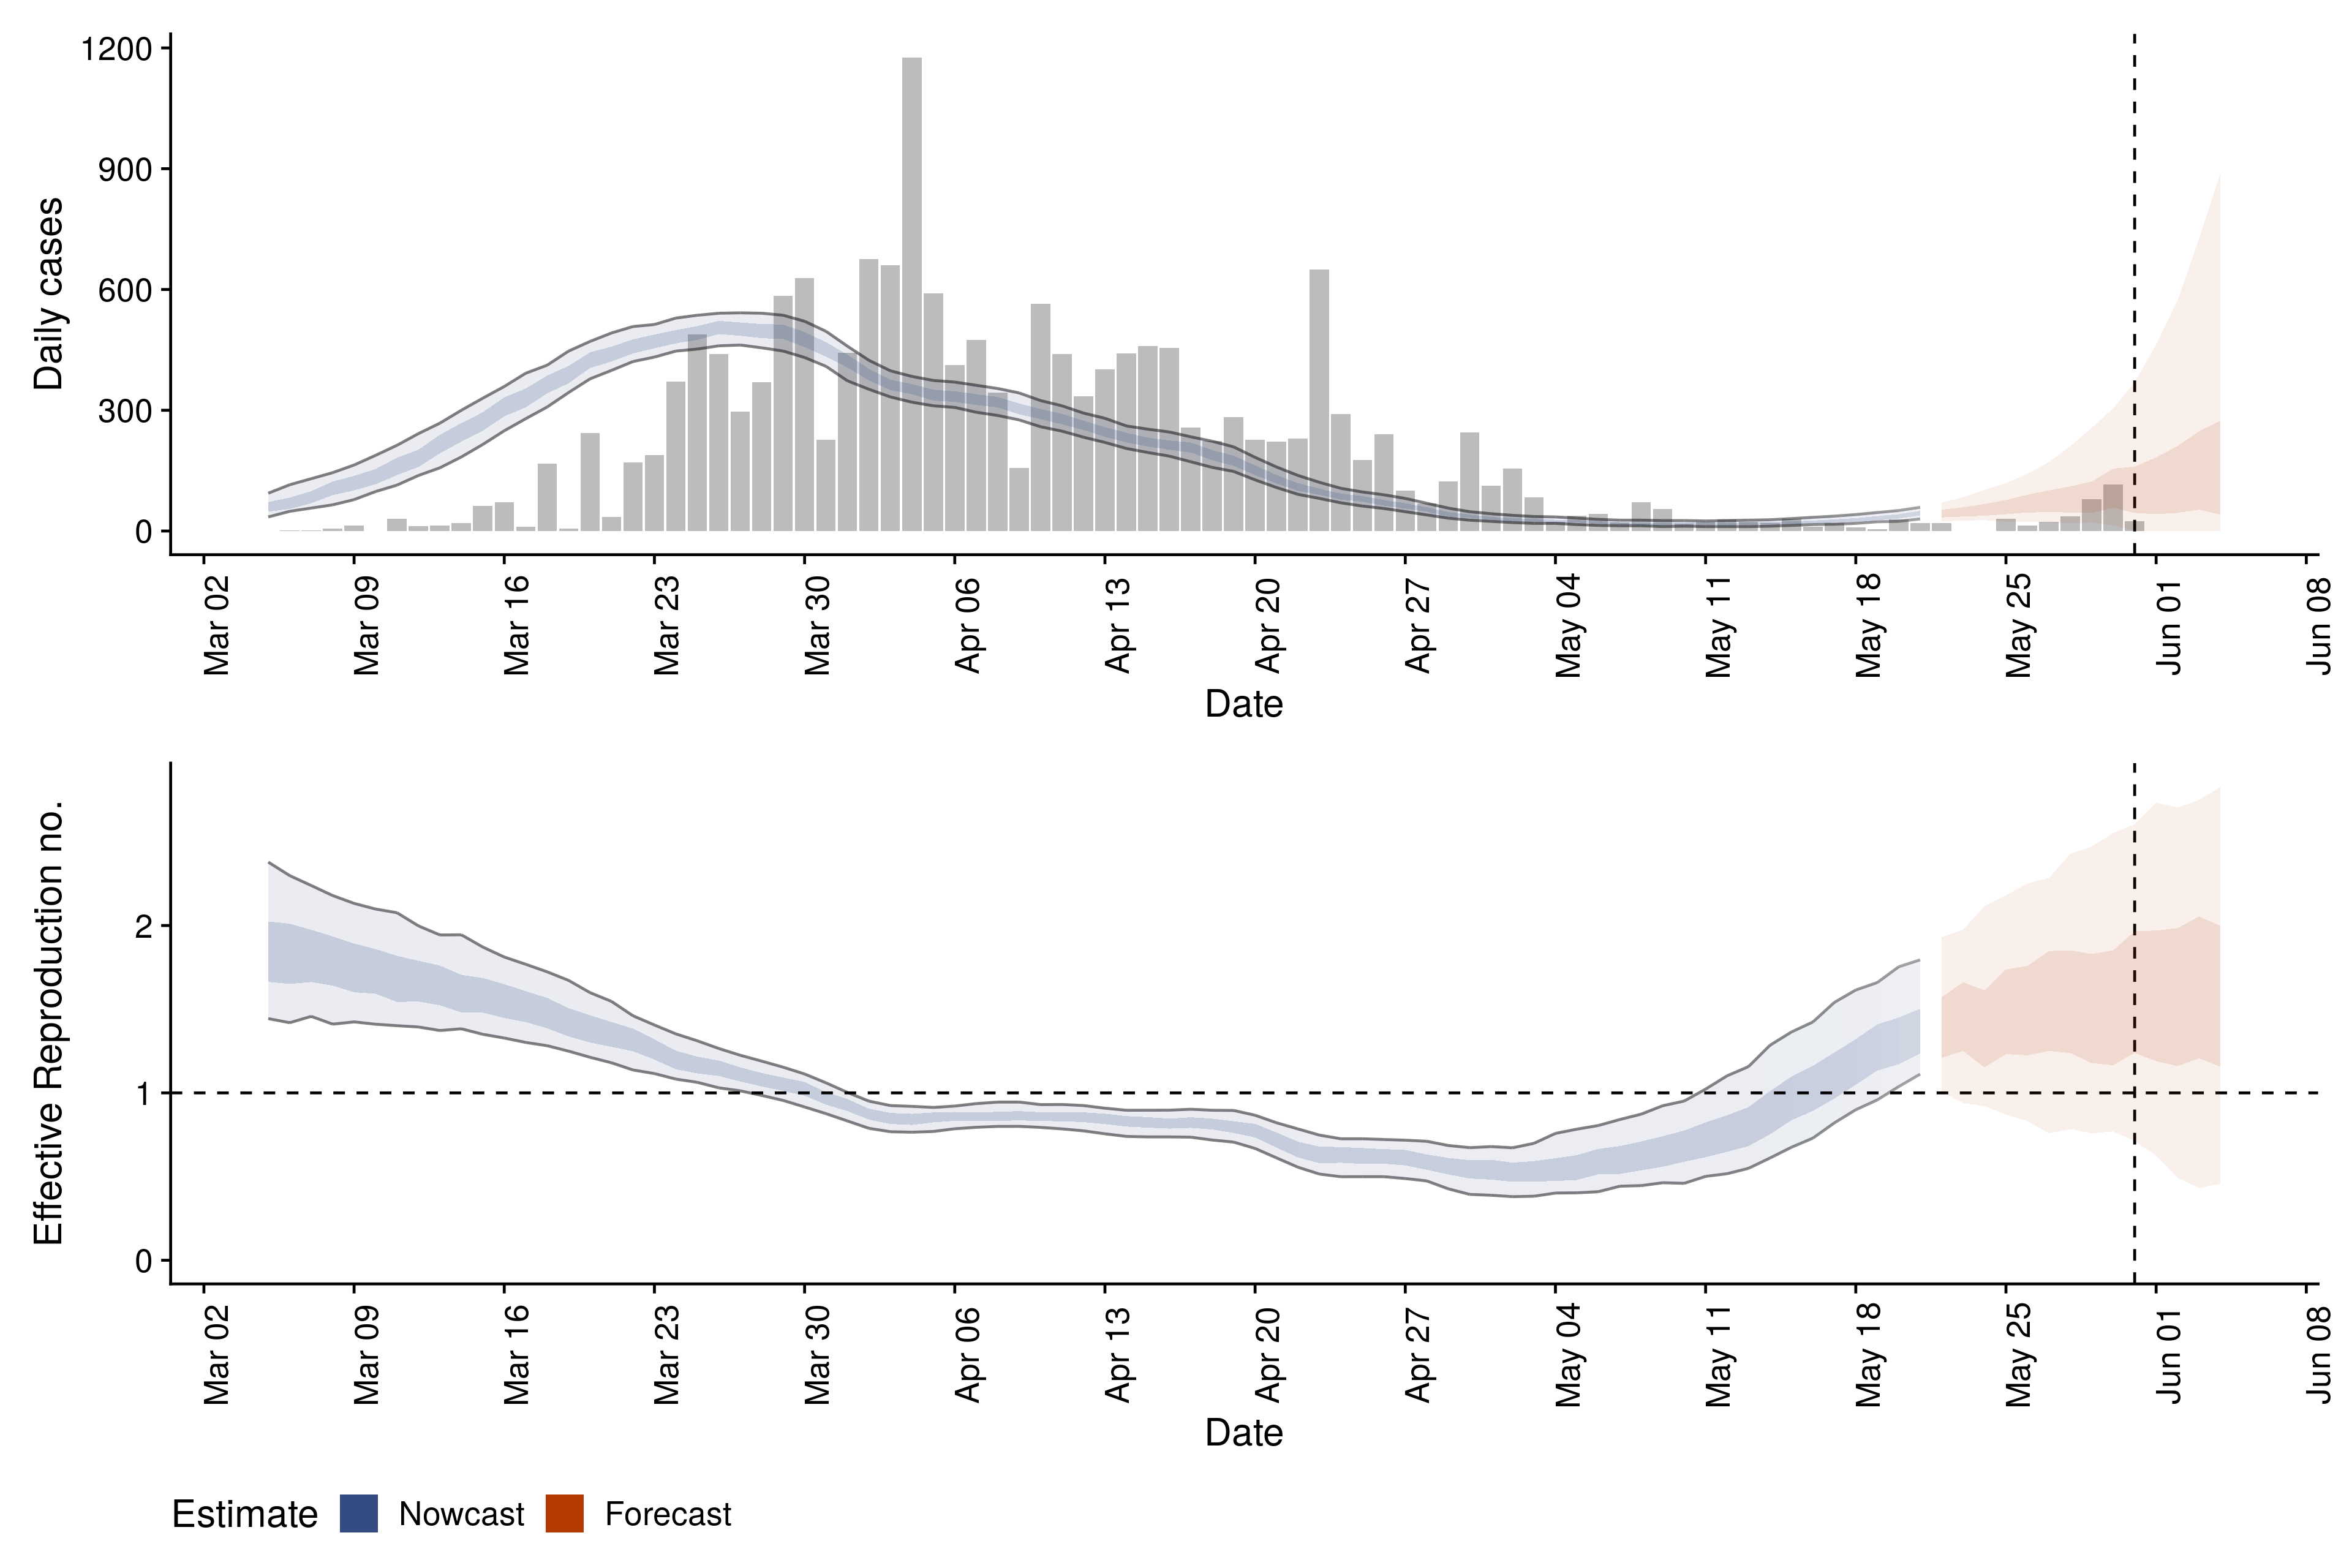 1200
900
600
300
0
Daily cases
Mar 02
Mar 09
Mar 16
Mar 23
Mar 30
Apr 06
Apr 13
Apr 20
Apr 27
May 04
May 11
May 18
May 25
Jun 01
Jun 08
Date
2
1
0
Effective Reproduction no.
Mar 02
Mar 09
Mar 16
Mar 23
Mar 30
Apr 06
Apr 13
Apr 20
Apr 27
May 04
May 11
May 18
May 25
Jun 01
Jun 08
Date
Estimate Nowcast Forecast